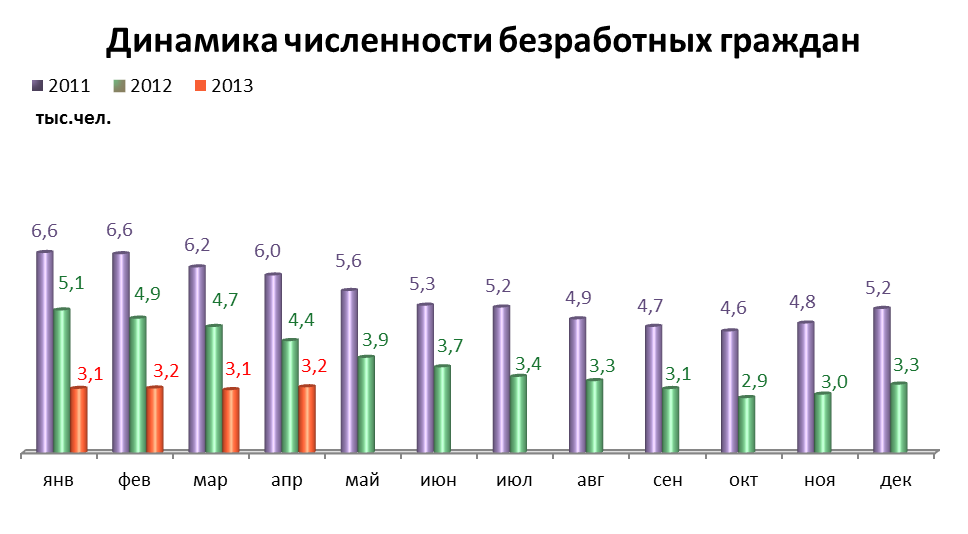 Динамика численности безработных граждан
2011 2012 2013
тыс.чел.
6,6 5,1 3,1 6,6 4,9 3,2 6,2 4,7 3,1 6,0 4,4 3,2 5,6 3,9 5,3 3,7 5,2 3,4 4,9 3,3 4,7 3,1 4,6 2,9 4,8 3,0 5,2 3,3
янв фев мар апр май июн июл авг сен окт ноя дек